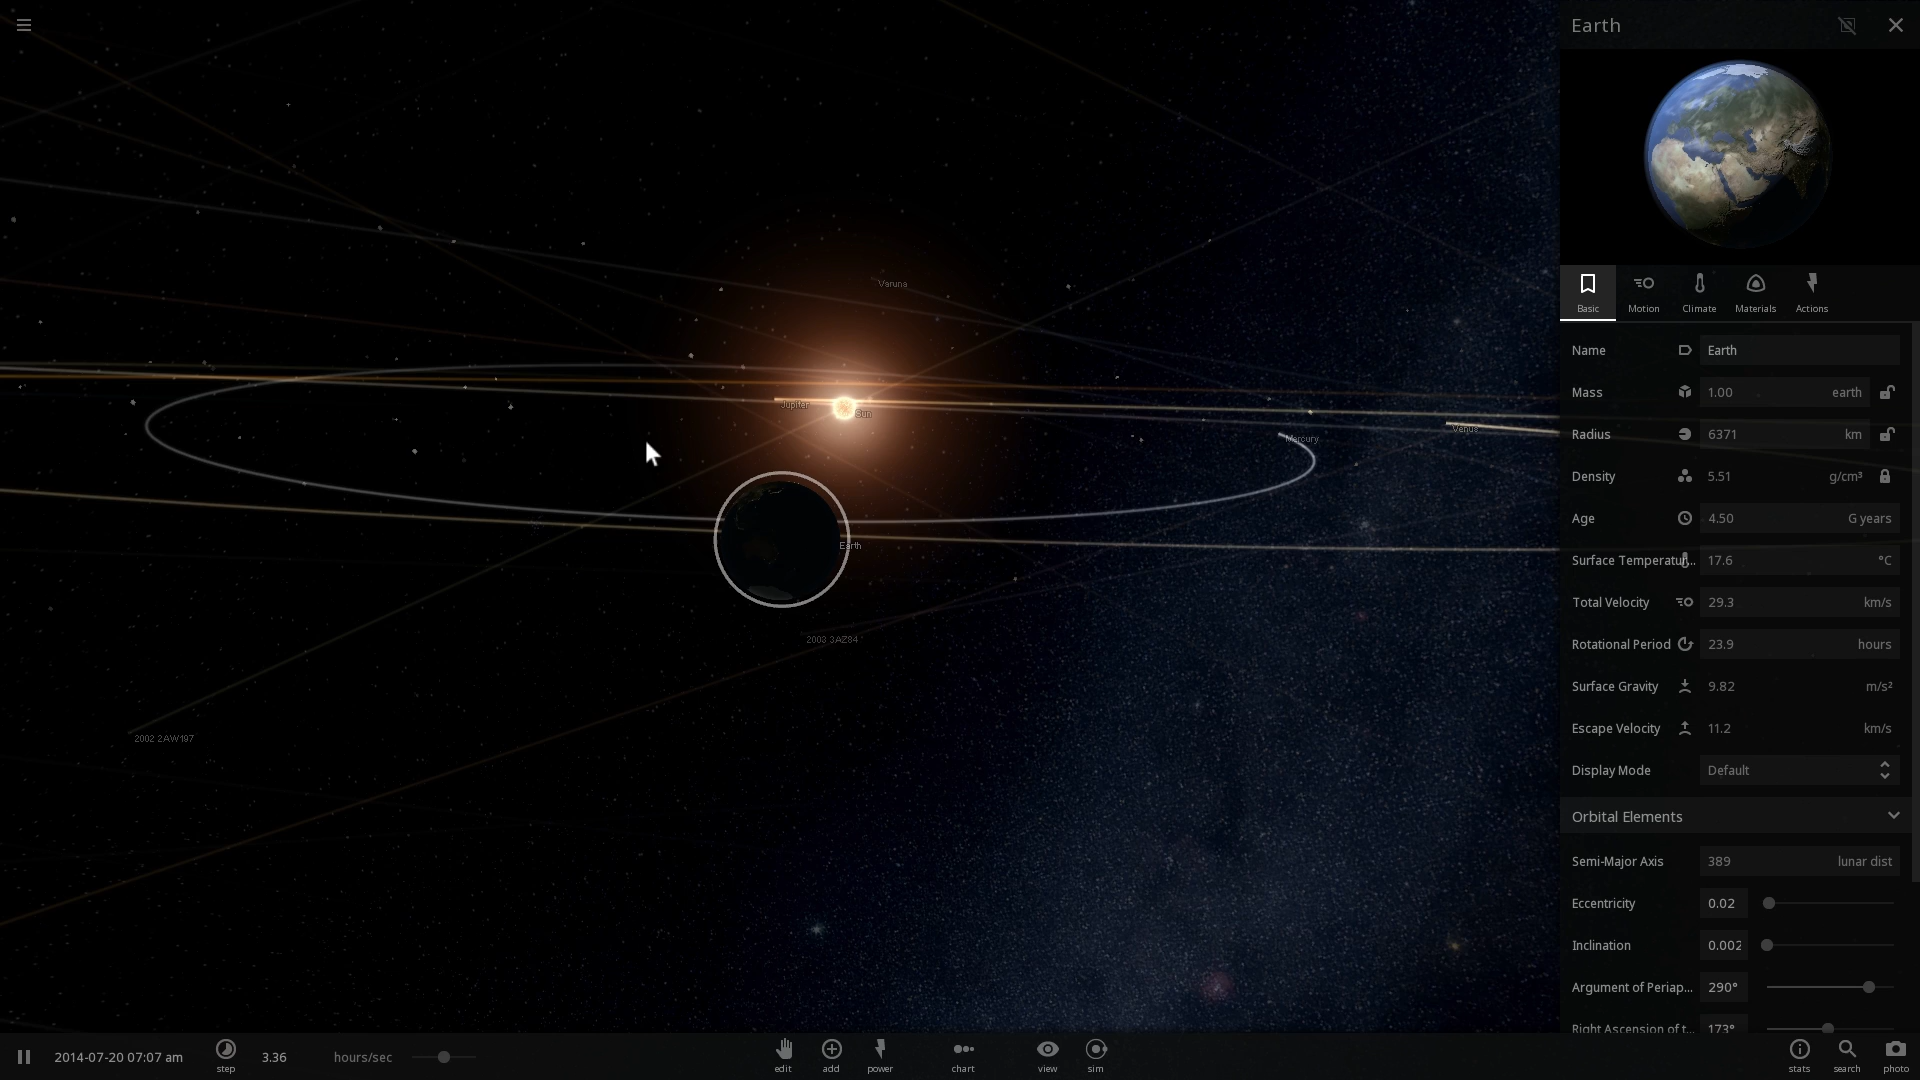 Earth
Varuna
Jupiter
Sun
Mercury
Venus
Earth
2003 3AZ84
2002 2AW197
Basic
Motion
Climate
Materials
Actions
Name Earth
Mass 1.00 earth
Radius 6371 km
Density 5.51 g/cm³
Age 4.50 G years
Surface Temperatur... 17.6 °C
Total Velocity 29.3 km/s
Rotational Period 23.9 hours
Surface Gravity 9.82 m/s²
Escape Velocity 11.2 km/s
Display Mode Default
Orbital Elements
Semi-Major Axis 389 lunar dist
Eccentricity 0.02
Inclination 0.002
Argument of Periap... 290°
Right Ascension of t... 173°
2014-07-20 07:07 am
step
3.36 hours/sec
edit
add
power
chart
view
sim
stats
search
photo